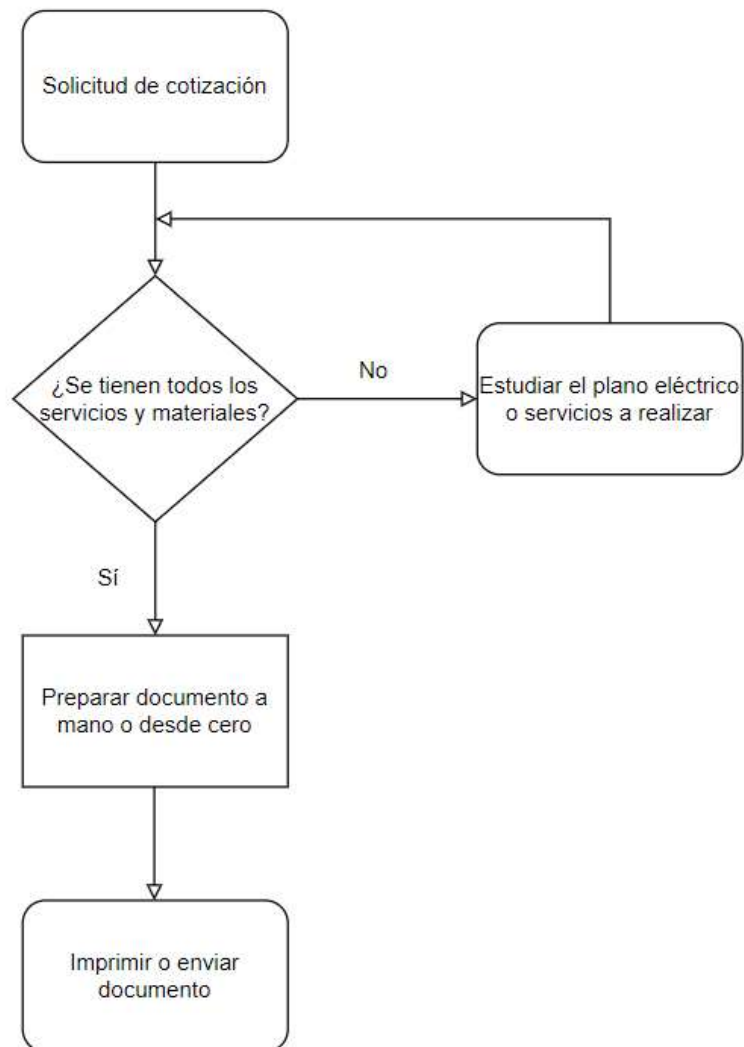 Solicitud de cotización
¿Se tienen todos los
servicios y materiales?
No
Estudiar el plano eléctrico
o servicios a realizar
Sí
Preparar documento a
mano o desde cero
Imprimir o enviar
documento